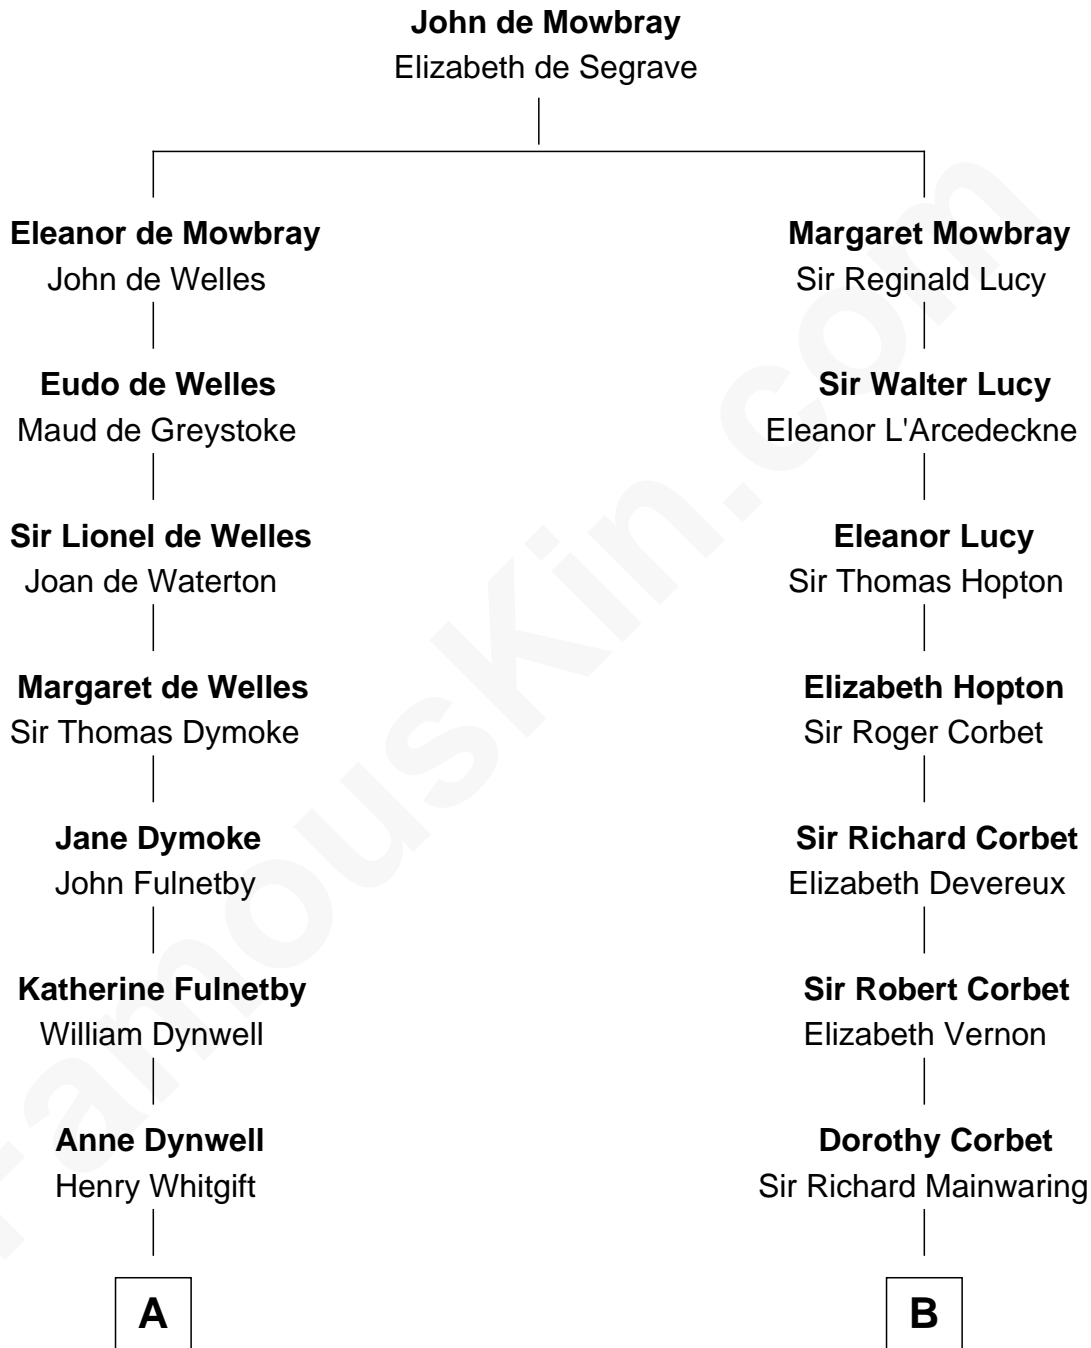 John de Mowbray
Elizabeth de Segrave
Eleanor de Mowbray
John de Welles
Margaret Mowbray
Sir Reginald Lucy
Eudo de Welles
Maud de Greystoke
Sir Walter Lucy
Eleanor L'Arcedeckne
Sir Lionel de Welles
Joan de Waterton
Eleanor Lucy
Sir Thomas Hopton
Margaret de Welles
Sir Thomas Dymoke
Elizabeth Hopton
Sir Roger Corbet
Jane Dymoke
John Fulnetby
Sir Richard Corbet
Elizabeth Devereux
Katherine Fulnetby
William Dynwell
Sir Robert Corbet
Elizabeth Vernon
Anne Dynwell
Henry Whitgift
Dorothy Corbet
Sir Richard Mainwaring
A
B
FamousKin.com